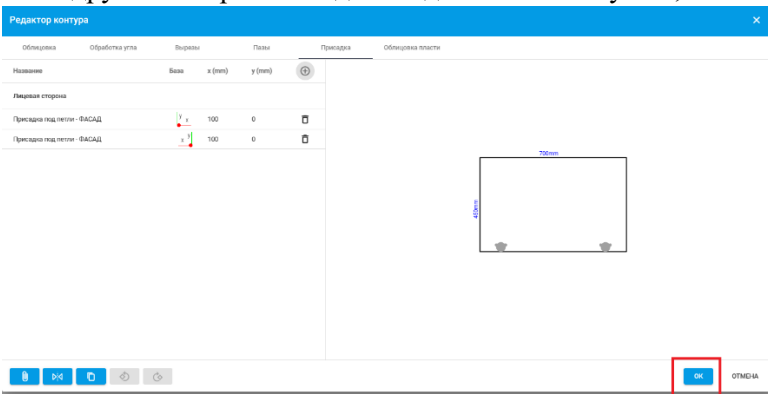 Редактор контура
Облицовка Обработка угла Вырезы Пазы Присадка Облицовка пласти
Название База x (mm) y (mm)
Лицевая сторона
Присадка под петли - ФАСАД y x 100 0
Присадка под петли - ФАСАД x y 100 0
700mm
450mm
ОК ОТМЕНА